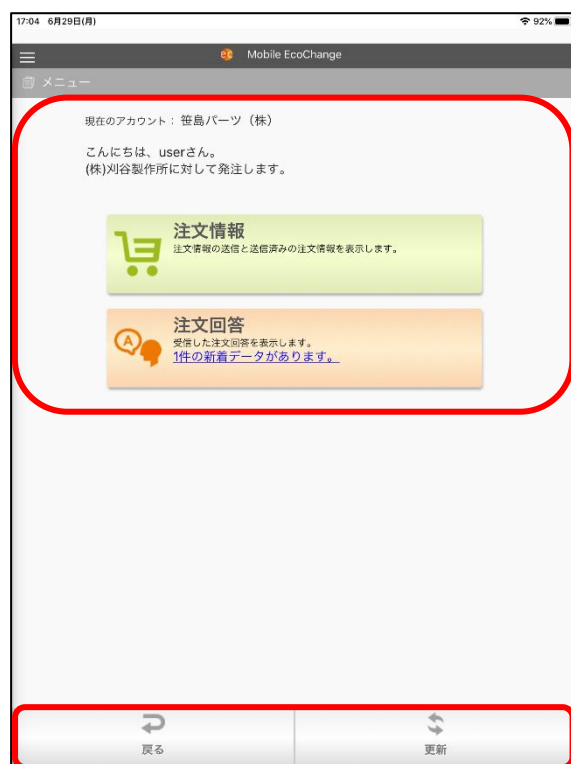 17:04 6月29日(月) 92%
ec Mobile EcoChange
メニュー
現在のアカウント： 笹島パーツ（株）
こんにちは、userさん。
(株)刈谷製作所に対して発注します。
注文情報
注文情報の送信と送信済みの注文情報を表示します。
A
注文回答
受信した注文回答を表示します。
1件の新着データがあります。
戻る 更新